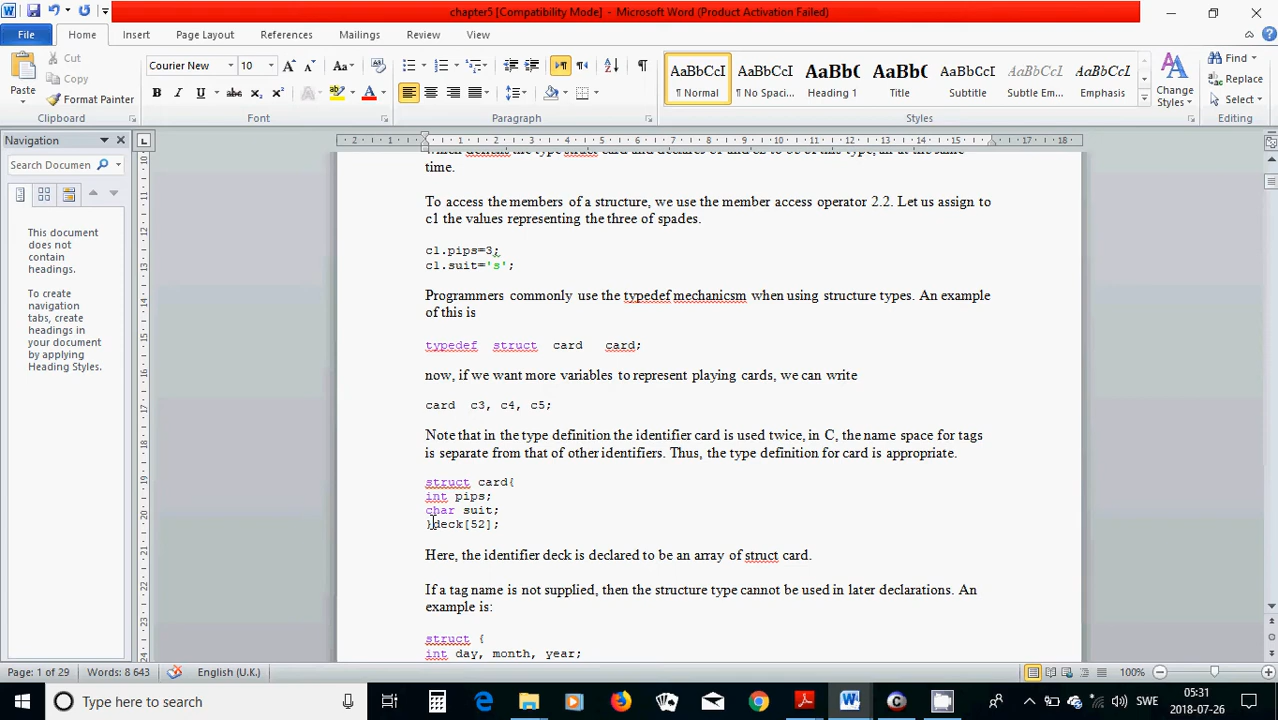 chapter5 [Compatibility Mode] - Microsoft Word (Product Activation Failed)
File Home Insert Page Layout References Mailings Review View
Paste
Cut
Copy
Format Painter
Clipboard
Courier New 10
Font
Paragraph
AaBbCcI
¶ Normal
AaBbCcI
¶ No Spaci...
AaBbC
Heading 1
AaBbC
Title
AaBbCcI
Subtitle
AaBbCcI
Subtle Em...
AaBbCcI
Emphasis
Change
Styles
Styles
Find
Replace
Select
Editing
Navigation
Search Documen
This document
does not
contain
headings.
To create
navigation
tabs, create
headings in
your document
by applying
Heading Styles.
time.
To access the members of a structure, we use the member access operator 2.2. Let us assign to
c1 the values representing the three of spades.
c1.pips=3;
c1.suit='s';
Programmers commonly use the typedef mechanicsm when using structure types. An example
of this is
typedef struct card card;
now, if we want more variables to represent playing cards, we can write
card c3, c4, c5;
Note that in the type definition the identifier card is used twice, in C, the name space for tags
is separate from that of other identifiers. Thus, the type definition for card is appropriate.
struct card{
int pips;
char suit;
}deck[52];
Here, the identifier deck is declared to be an array of struct card.
If a tag name is not supplied, then the structure type cannot be used in later declarations. An
example is:
struct {
int day, month, year;
Page: 1 of 29 Words: 8 643 English (U.K.) 100%
Type here to search SWE 05:31
2018-07-26